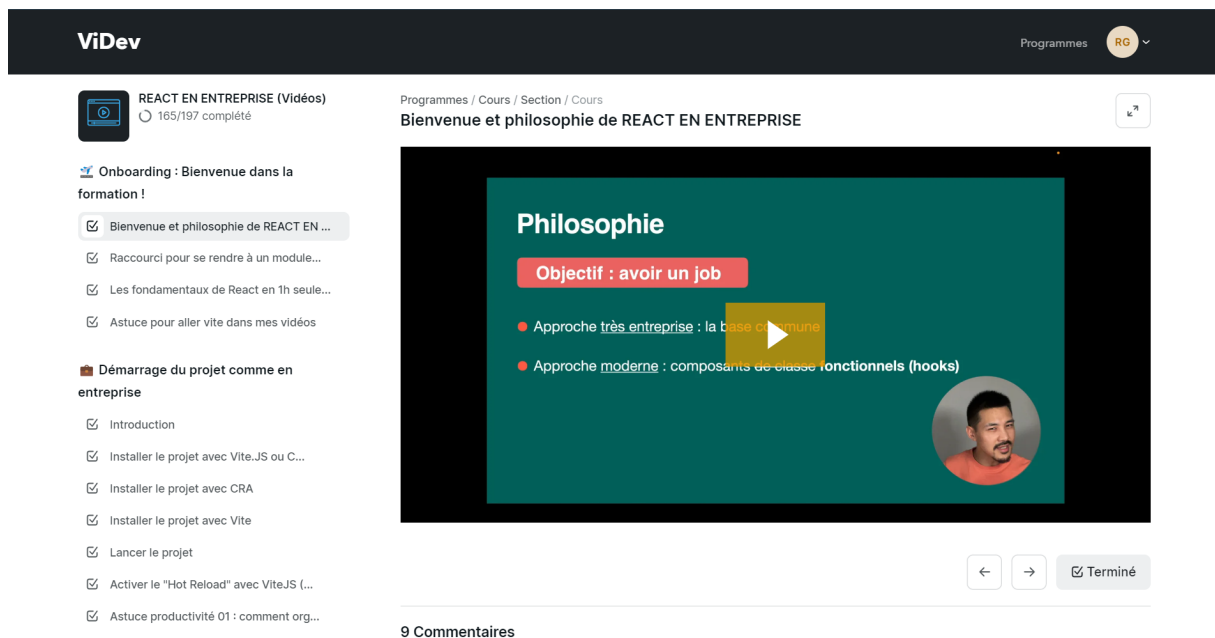 ViDev
Programmes
RG
REACT EN ENTREPRISE (Vidéos)
165/197 complété
Onboarding : Bienvenue dans la
formation !
Bienvenue et philosophie de REACT EN ...
Raccourci pour se rendre à un module...
Les fondamentaux de React en 1h seule...
Astuce pour aller vite dans mes vidéos
Démarrage du projet comme en
entreprise
Introduction
Installer le projet avec Vite.JS ou C...
Installer le projet avec CRA
Installer le projet avec Vite
Lancer le projet
Activer le "Hot Reload" avec ViteJS (...
Astuce productivité 01 : comment org...
Programmes / Cours / Section / Cours
Bienvenue et philosophie de REACT EN ENTREPRISE
Philosophie
Objectif : avoir un job
Approche très entreprise : la base commune
Approche moderne : composants de classe fonctionnels (hooks)
Terminé
9 Commentaires